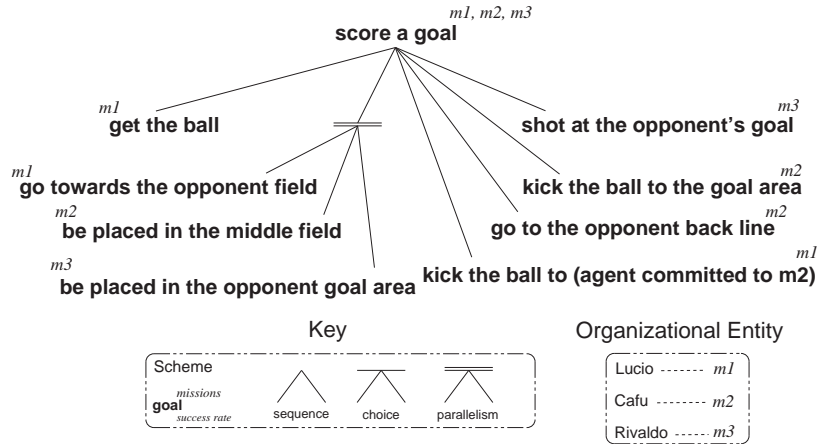 m1, m2, m3
score a goal
m1
get the ball
m3
shot at the opponent's goal
m1
go towards the opponent field
m2
kick the ball to the goal area
m2
be placed in the middle field
m2
go to the opponent back line
m3
be placed in the opponent goal area
m1
kick the ball to (agent committed to m2)
Key
Scheme
missions
goal
success rate
sequence
choice
parallelism
Organizational Entity
Lucio m1
Cafu m2
Rivaldo m3